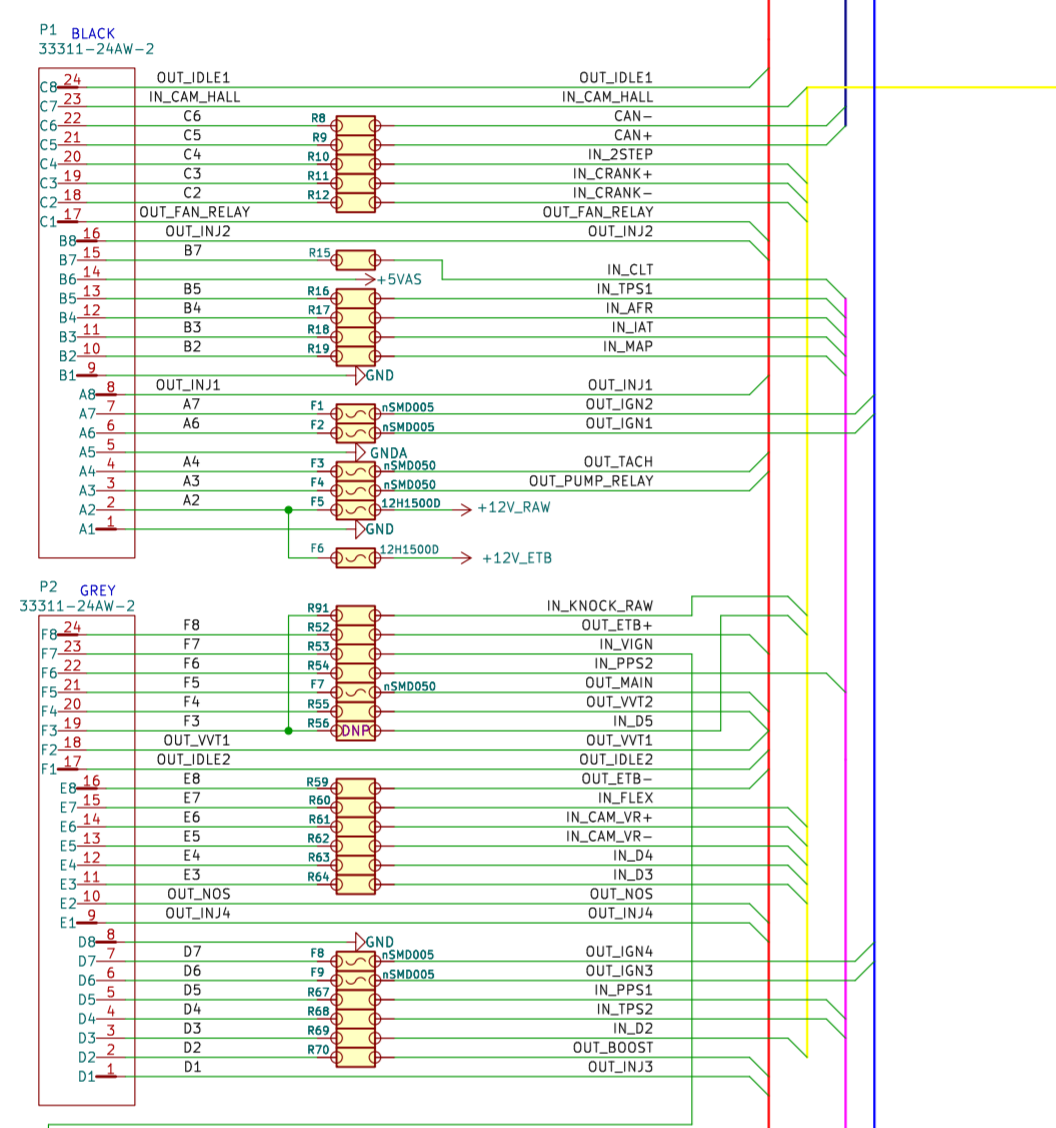 P1 BLACK
33311-24AW-2
C8 24 OUT_IDLE1 OUT_IDLE1
C7 23 IN_CAM_HALL IN_CAM_HALL
C6 22 C6 R8 CAN-
C5 21 C5 R9 CAN+
C4 20 C4 R10 IN_2STEP
C3 19 C3 R11 IN_CRANK+
C2 18 C2 R12 IN_CRANK-
C1 17 OUT_FAN_RELAY OUT_FAN_RELAY
B8 16 OUT_INJ2 OUT_INJ2
B7 15 B7 R15
B6 14 +5VAS IN_CLT
B5 13 B5 R16 IN_TPS1
B4 12 B4 R17 IN_AFR
B3 11 B3 R18 IN_IAT
B2 10 B2 R19 IN_MAP
B1 9 GND
A8 8 OUT_INJ1 OUT_INJ1
A7 7 A7 F1 nSMD005 OUT_IGN2
A6 6 A6 F2 nSMD005 OUT_IGN1
A5 5 GNDA
A4 4 A4 F3 nSMD050 OUT_TACH
A3 3 A3 F4 nSMD050 OUT_PUMP_RELAY
A2 2 A2 F5 12H1500D +12V_RAW
A1 1 GND
F6 12H1500D +12V_ETB
P2 GREY
33311-24AW-2
R91 IN_KNOCK_RAW
F8 24 F8 R52 OUT_ETB+
F7 23 F7 R53 IN_VIGN
F6 22 F6 R54 IN_PPS2
F5 21 F5 F7 nSMD050 OUT_MAIN
F4 20 F4 R55 OUT_VVT2
F3 19 F3 R56 DNP IN_D5
F2 18 OUT_VVT1 OUT_VVT1
F1 17 OUT_IDLE2 OUT_IDLE2
E8 16 E8 R59 OUT_ETB-
E7 15 E7 R60 IN_FLEX
E6 14 E6 R61 IN_CAM_VR+
E5 13 E5 R62 IN_CAM_VR-
E4 12 E4 R63 IN_D4
E3 11 E3 R64 IN_D3
E2 10 OUT_NOS OUT_NOS
E1 9 OUT_INJ4 OUT_INJ4
D8 8 GND
D7 7 D7 F8 nSMD005 OUT_IGN4
D6 6 D6 F9 nSMD005 OUT_IGN3
D5 5 D5 R67 IN_PPS1
D4 4 D4 R68 IN_TPS2
D3 3 D3 R69 IN_D2
D2 2 D2 R70 OUT_BOOST
D1 1 D1 OUT_INJ3